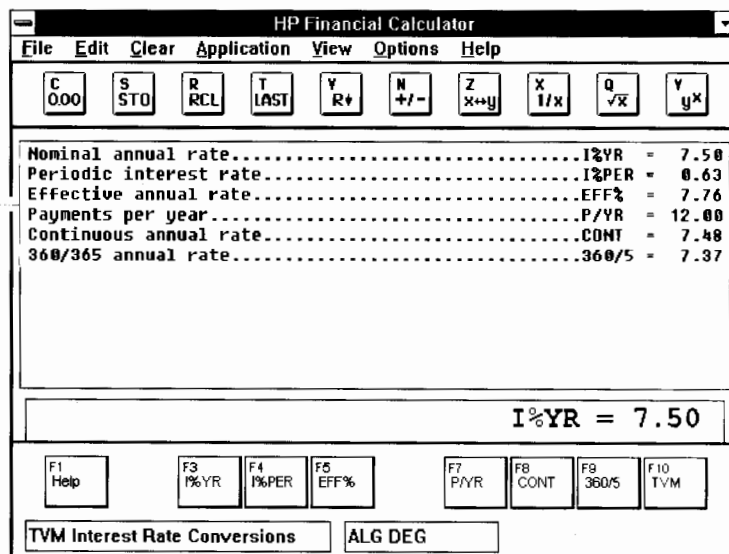 HP Financial Calculator
File Edit Clear Application View Options Help
C 0.00 S STO R RCL T LAST Y R↓ N +/- Z x↔y X 1/x Q √x Y y^x
Nominal annual rate.................................I%YR = 7.50
Periodic interest rate..............................I%PER = 0.63
Effective annual rate...............................EFF% = 7.76
Payments per year...................................P/YR = 12.00
Continuous annual rate..............................CONT = 7.48
360/365 annual rate.................................360/5 = 7.37
I%YR = 7.50
F1 Help F3 I%YR F4 I%PER F5 EFF% F7 P/YR F8 CONT F9 360/5 F10 TVM
TVM Interest Rate Conversions ALG DEG